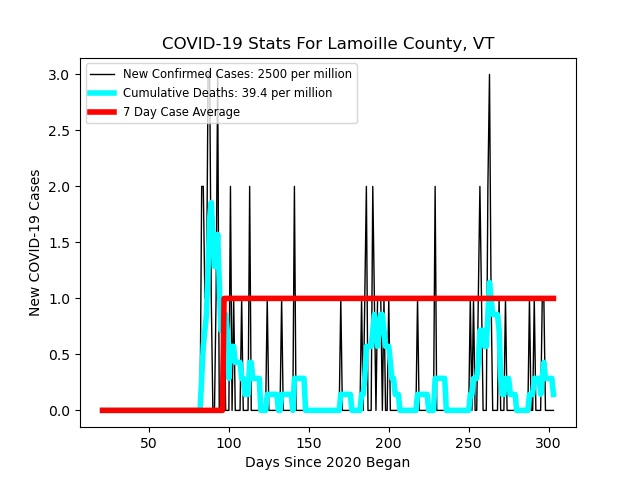 COVID-19 Stats For Lamoille County, VT
New Confirmed Cases: 2500 per million
Cumulative Deaths: 39.4 per million
7 Day Case Average
3.0
2.5
2.0
1.5
1.0
0.5
0.0
New COVID-19 Cases
50 100 150 200 250 300
Days Since 2020 Began